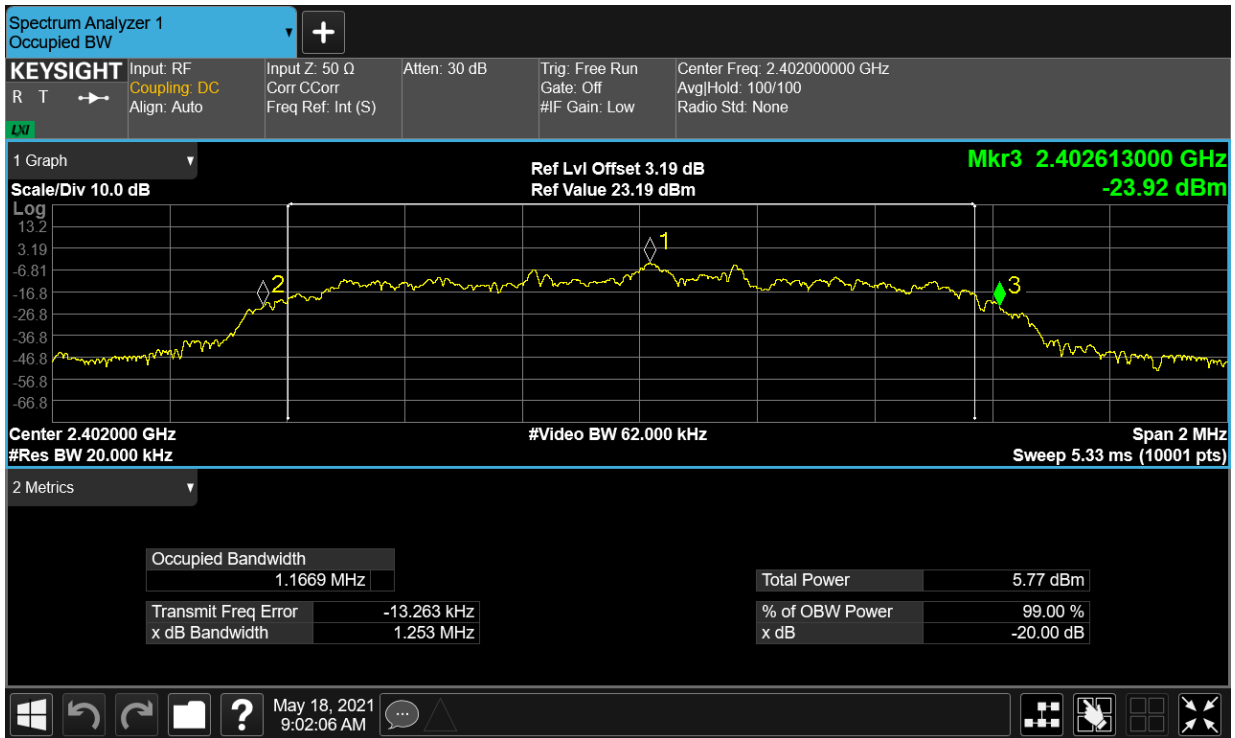 Spectrum Analyzer 1
Occupied BW
KEYSIGHT
R T
LXI
Input: RF
Coupling: DC
Align: Auto
Input Z: 50 Ω
Corr CCorr
Freq Ref: Int (S)
Atten: 30 dB
Trig: Free Run
Gate: Off
#IF Gain: Low
Center Freq: 2.402000000 GHz
Avg|Hold: 100/100
Radio Std: None
1 Graph
Scale/Div 10.0 dB
Ref Lvl Offset 3.19 dB
Ref Value 23.19 dBm
Mkr3 2.402613000 GHz
-23.92 dBm
Log
13.2
3.19
-6.81
-16.8
-26.8
-36.8
-46.8
-56.8
-66.8
1
2
3
Center 2.402000 GHz
#Res BW 20.000 kHz
#Video BW 62.000 kHz
Span 2 MHz
Sweep 5.33 ms (10001 pts)
2 Metrics
Occupied Bandwidth
1.1669 MHz
Transmit Freq Error -13.263 kHz
x dB Bandwidth 1.253 MHz
Total Power 5.77 dBm
% of OBW Power 99.00 %
x dB -20.00 dB
?
May 18, 2021
9:02:06 AM